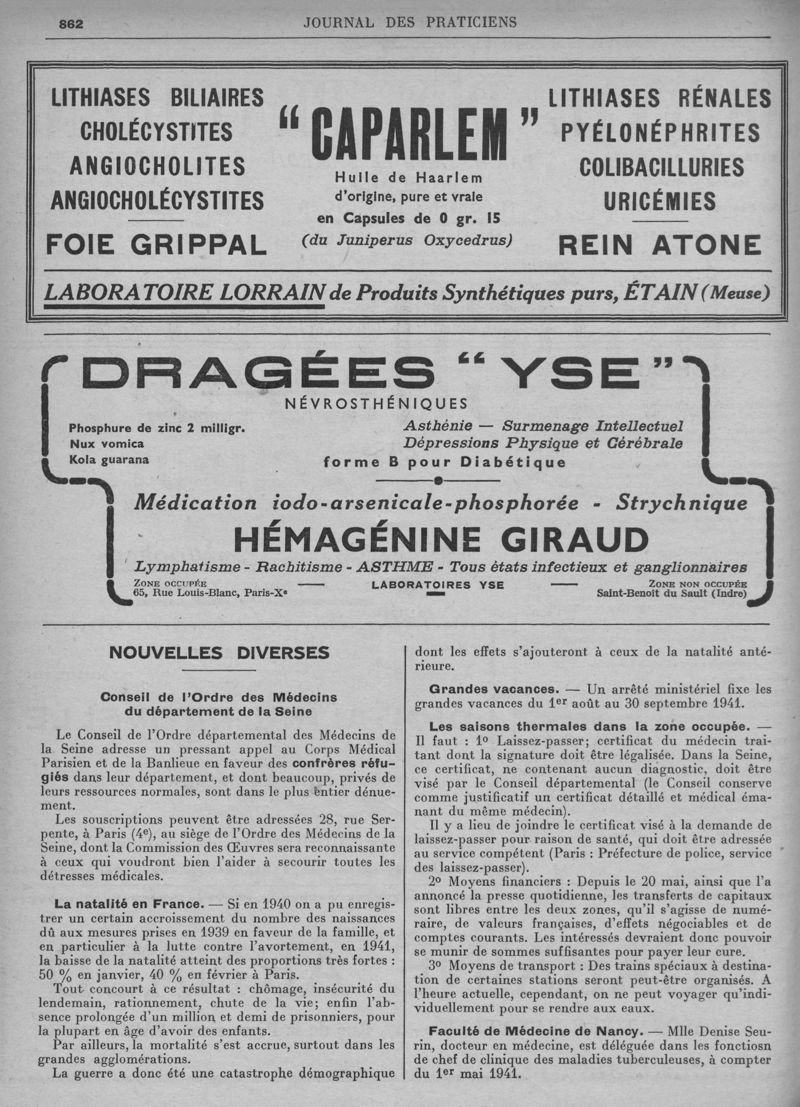 862
JOURNAL DES PRATICIENS
LITHIASES BILIAIRES
CHOLÉCYSTITES
ANGIOCHOLITES
ANGIOCHOLÉCYSTITES
FOIE GRIPPAL
“ CAPARLEM ”
Huile de Haarlem
d'origine, pure et vraie
en Capsules de 0 gr. 15
(du Juniperus Oxycedrus)
LITHIASES RÉNALES
PYÉLONÉPHRITES
COLIBACILLURIES
URICÉMIES
REIN ATONE
LABORATOIRE LORRAIN de Produits Synthétiques purs, ÉTAIN (Meuse)
DRAGÉES “ YSE ”
NÉVROSTHÉNIQUES
Phosphure de zinc 2 milligr.
Nux vomica
Kola guarana
Asthénie — Surmenage Intellectuel
Dépressions Physique et Cérébrale
forme B pour Diabétique
Médication iodo-arsenicale-phosphorée - Strychnique
HÉMAGÉNINE GIRAUD
Lymphatisme - Rachitisme - ASTHME - Tous états infectieux et ganglionnaires
ZONE OCCUPÉE — LABORATOIRES YSE — ZONE NON OCCUPÉE
65, Rue Louis-Blanc, Paris-Xe
Saint-Benoit du Sault (Indre)
NOUVELLES DIVERSES
Conseil de l'Ordre des Médecins
du département de la Seine
Le Conseil de l'Ordre départemental des Médecins de
la Seine adresse un pressant appel au Corps Médical
Parisien et de la Banlieue en faveur des confrères réfu-
giés dans leur département, et dont beaucoup, privés de
leurs ressources normales, sont dans le plus entier dénue-
ment.
Les souscriptions peuvent être adressées 28, rue Ser-
pente, à Paris (4e), au siège de l'Ordre des Médecins de la
Seine, dont la Commission des Œuvres sera reconnaissante
à ceux qui voudront bien l'aider à secourir toutes les
détresses médicales.
La natalité en France. — Si en 1940 on a pu enregis-
trer un certain accroissement du nombre des naissances
dû aux mesures prises en 1939 en faveur de la famille, et
en particulier à la lutte contre l'avortement, en 1941,
la baisse de la natalité atteint des proportions très fortes :
50 % en janvier, 40 % en février à Paris.
Tout concourt à ce résultat : chômage, insécurité du
lendemain, rationnement, chute de la vie; enfin l'ab-
sence prolongée d'un million et demi de prisonniers, pour
la plupart en âge d'avoir des enfants.
Par ailleurs, la mortalité s'est accrue, surtout dans les
grandes agglomérations.
La guerre a donc été une catastrophe démographique
dont les effets s'ajouteront à ceux de la natalité anté-
rieure.
Grandes vacances. — Un arrêté ministériel fixe les
grandes vacances du 1er août au 30 septembre 1941.
Les saisons thermales dans la zone occupée. —
Il faut : 1o Laissez-passer; certificat du médecin trai-
tant dont la signature doit être légalisée. Dans la Seine,
ce certificat, ne contenant aucun diagnostic, doit être
visé par le Conseil départemental (le Conseil conserve
comme justificatif un certificat détaillé et médical éma-
nant du même médecin).
Il y a lieu de joindre le certificat visé à la demande de
laissez-passer pour raison de santé, qui doit être adressée
au service compétent (Paris : Préfecture de police, service
des laissez-passer).
2o Moyens financiers : Depuis le 20 mai, ainsi que l'a
annoncé la presse quotidienne, les transferts de capitaux
sont libres entre les deux zones, qu'il s'agisse de numé-
raire, de valeurs françaises, d'effets négociables et de
comptes courants. Les intéressés devraient donc pouvoir
se munir de sommes suffisantes pour payer leur cure.
3o Moyens de transport : Des trains spéciaux à destina-
tion de certaines stations seront peut-être organisés. A
l'heure actuelle, cependant, on ne peut voyager qu'indi-
viduellement pour se rendre aux eaux.
Faculté de Médecine de Nancy. — Mlle Denise Seu-
rin, docteur en médecine, est déléguée dans les fonctiosn
de chef de clinique des maladies tuberculeuses, à compter
du 1er mai 1941.